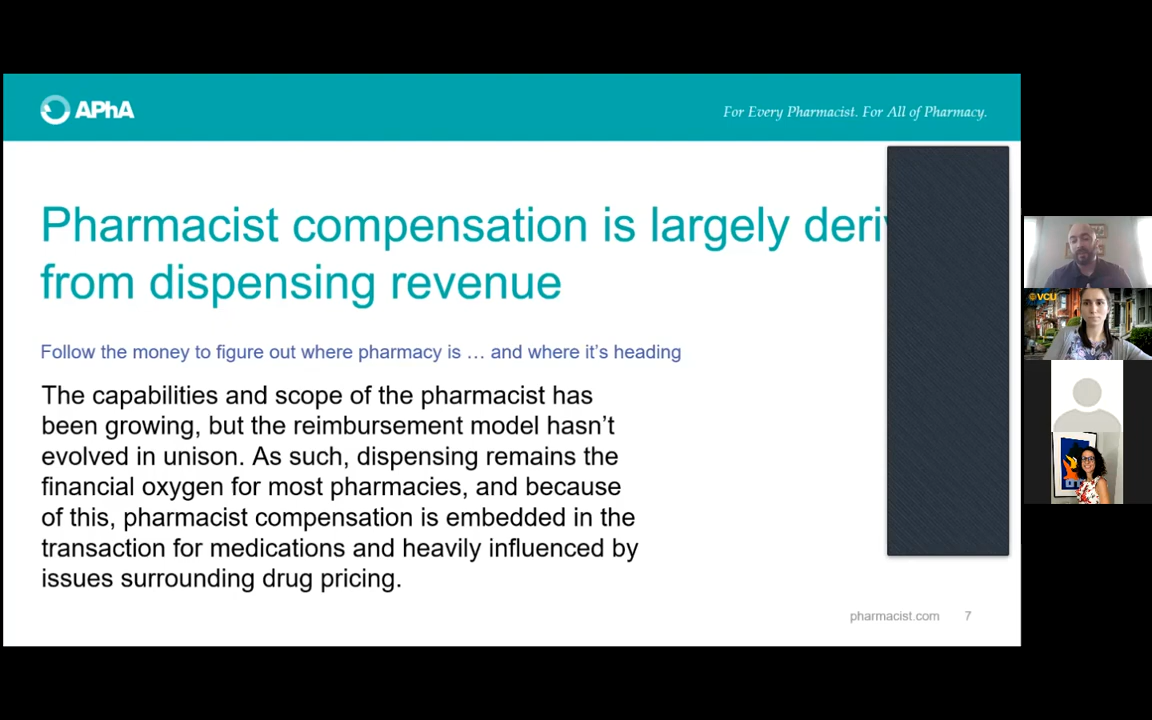 APhA
For Every Pharmacist. For All of Pharmacy.
Pharmacist compensation is largely
from dispensing revenue
Follow the money to figure out where pharmacy is … and where it's heading
The capabilities and scope of the pharmacist has
been growing, but the reimbursement model hasn't
evolved in unison. As such, dispensing remains the
financial oxygen for most pharmacies, and because
of this, pharmacist compensation is embedded in the
transaction for medications and heavily influenced by
issues surrounding drug pricing.
pharmacist.com 7
VCU